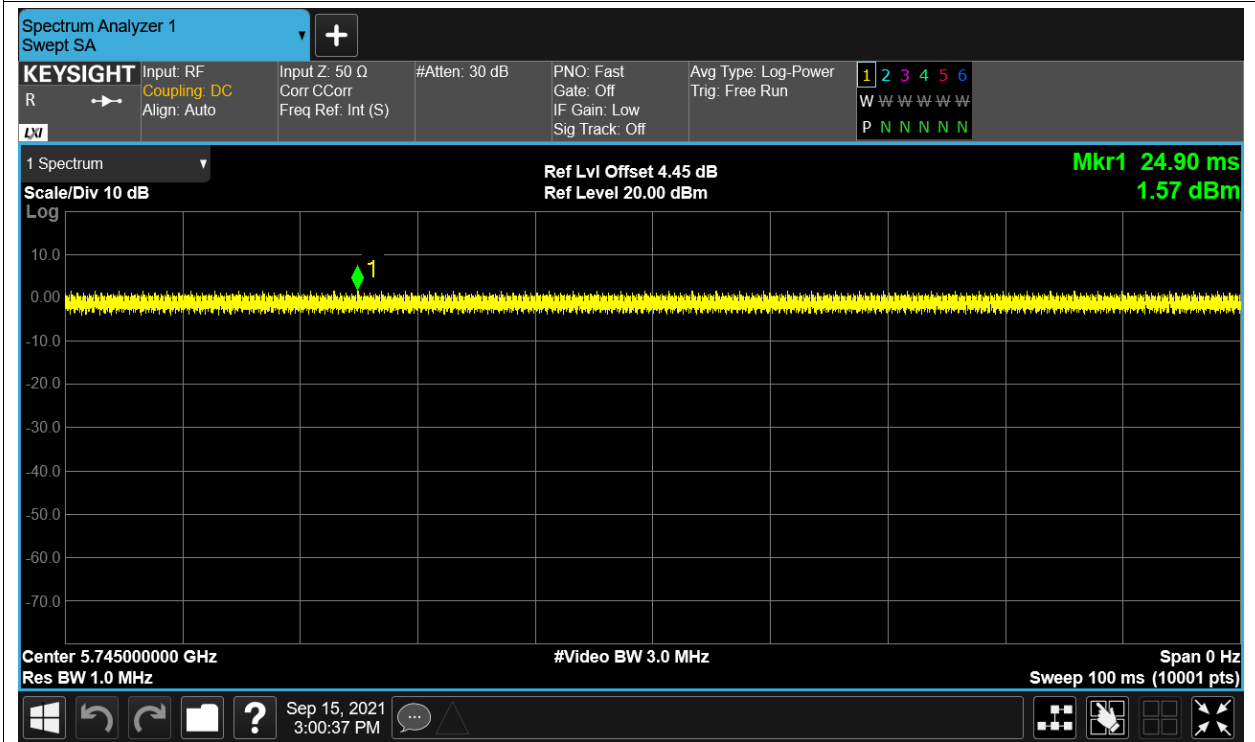 Spectrum Analyzer 1
Swept SA
+
KEYSIGHT Input: RF Input Z: 50 Ω #Atten: 30 dB PNO: Fast Avg Type: Log-Power 1 2 3 4 5 6
R Coupling: DC Corr CCorr Gate: Off Trig: Free Run W W W W W W
Align: Auto Freq Ref: Int (S) IF Gain: Low
LXI Sig Track: Off P N N N N N
1 Spectrum
Ref Lvl Offset 4.45 dB Mkr1 24.90 ms
Scale/Div 10 dB Ref Level 20.00 dBm 1.57 dBm
Log
10.0
1
0.00
-10.0
-20.0
-30.0
-40.0
-50.0
-60.0
-70.0
Center 5.745000000 GHz #Video BW 3.0 MHz Span 0 Hz
Res BW 1.0 MHz Sweep 100 ms (10001 pts)
? Sep 15, 2021
3:00:37 PM